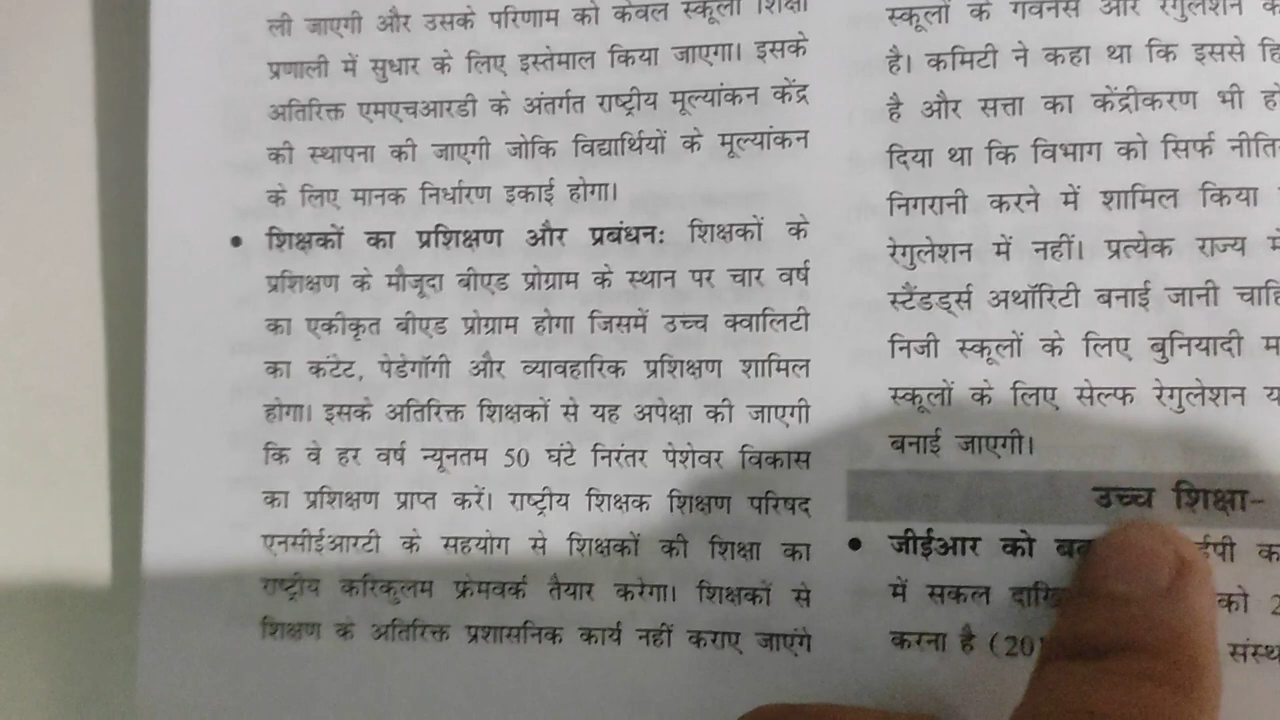 ली जाएगी और उसके परिणाम को केवल स्कूली शिक्षा
प्रणाली में सुधार के लिए इस्तेमाल किया जाएगा। इसके
अतिरिक्त एमएचआरडी के अंतर्गत राष्ट्रीय मूल्यांकन केंद्र
की स्थापना की जाएगी जोकि विद्यार्थियों के मूल्यांकन
के लिए मानक निर्धारण इकाई होगा।
• शिक्षकों का प्रशिक्षण और प्रबंधन: शिक्षकों के
प्रशिक्षण के मौजूदा बीएड प्रोग्राम के स्थान पर चार वर्ष
का एकीकृत बीएड प्रोग्राम होगा जिसमें उच्च क्वालिटी
का कंटेट, पेडेगॉगी और व्यावहारिक प्रशिक्षण शामिल
होगा। इसके अतिरिक्त शिक्षकों से यह अपेक्षा की जाएगी
कि वे हर वर्ष न्यूनतम 50 घंटे निरंतर पेशेवर विकास
का प्रशिक्षण प्राप्त करें। राष्ट्रीय शिक्षक शिक्षण परिषद
एनसीईआरटी के सहयोग से शिक्षकों की शिक्षा का
राष्ट्रीय करिकुलम फ्रेमवर्क तैयार करेगा। शिक्षकों से
शिक्षण के अतिरिक्त प्रशासनिक कार्य नहीं कराए जाएंगे
स्कूलों के गवर्नेंस और रेगुलेशन
है। कमिटी ने कहा था कि इससे
है और सत्ता का केंद्रीकरण भी
दिया था कि विभाग को सिर्फ
निगरानी करने में शामिल किया
रेगुलेशन में नहीं। प्रत्येक राज्य
स्टैंडर्ड्स अथॉरिटी बनाई जानी
निजी स्कूलों के लिए बुनियादी
स्कूलों के लिए सेल्फ रेगुलेशन
बनाई जाएगी।
उच्च शिक्षा-
• जीईआर को
में सकल को
करना है (20